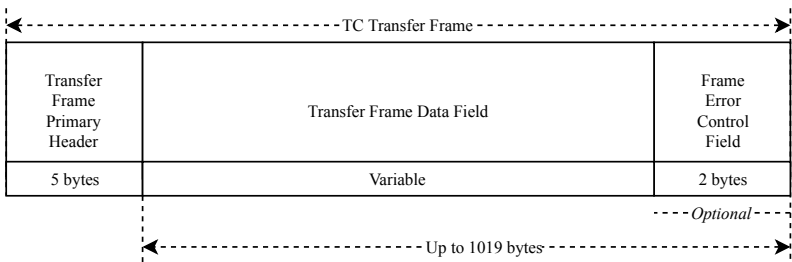 TC Transfer Frame
Transfer
Frame
Primary
Header
Transfer Frame Data Field
Frame
Error
Control
Field
5 bytes
Variable
2 bytes
Optional
Up to 1019 bytes